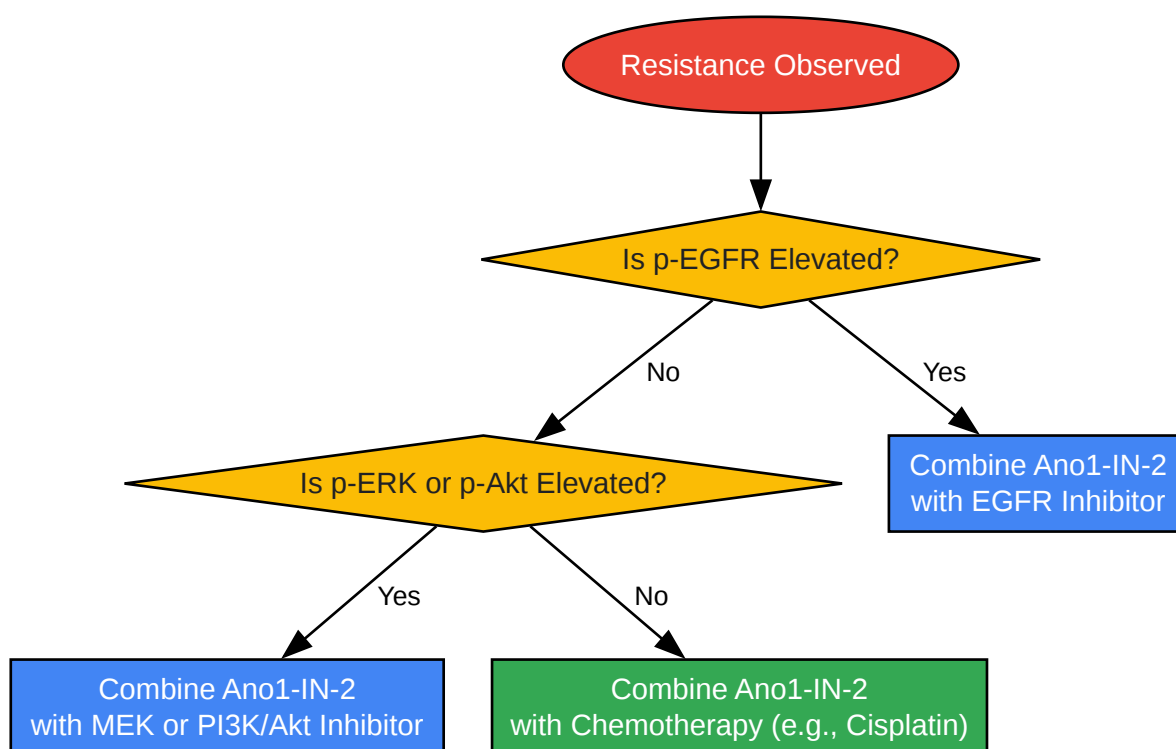 Resistance Observed
Is p-EGFR Elevated?
No
Yes
Is p-ERK or p-Akt Elevated?
Combine Ano1-IN-2
with EGFR Inhibitor
Yes
No
Combine Ano1-IN-2
with MEK or PI3K/Akt Inhibitor
Combine Ano1-IN-2
with Chemotherapy (e.g., Cisplatin)